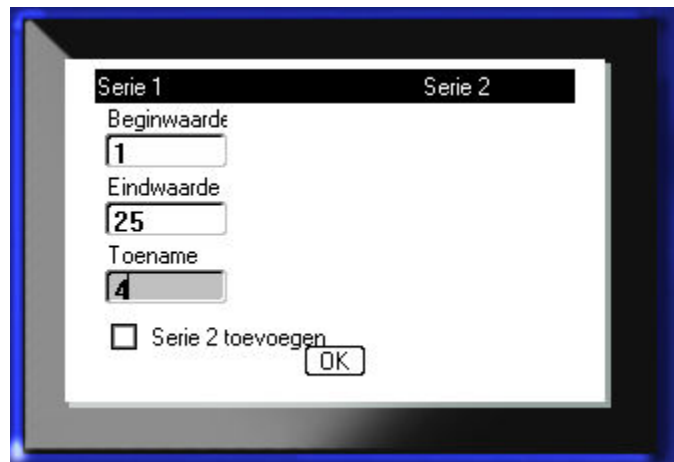 Serie 1 Serie 2
Beginwaarde
1
Eindwaarde
25
Toename
4
Serie 2 toevoegen
OK